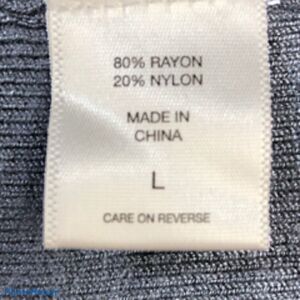 80% RAYON
20% NYLON
MADE IN
CHINA
L
CARE ON REVERSE